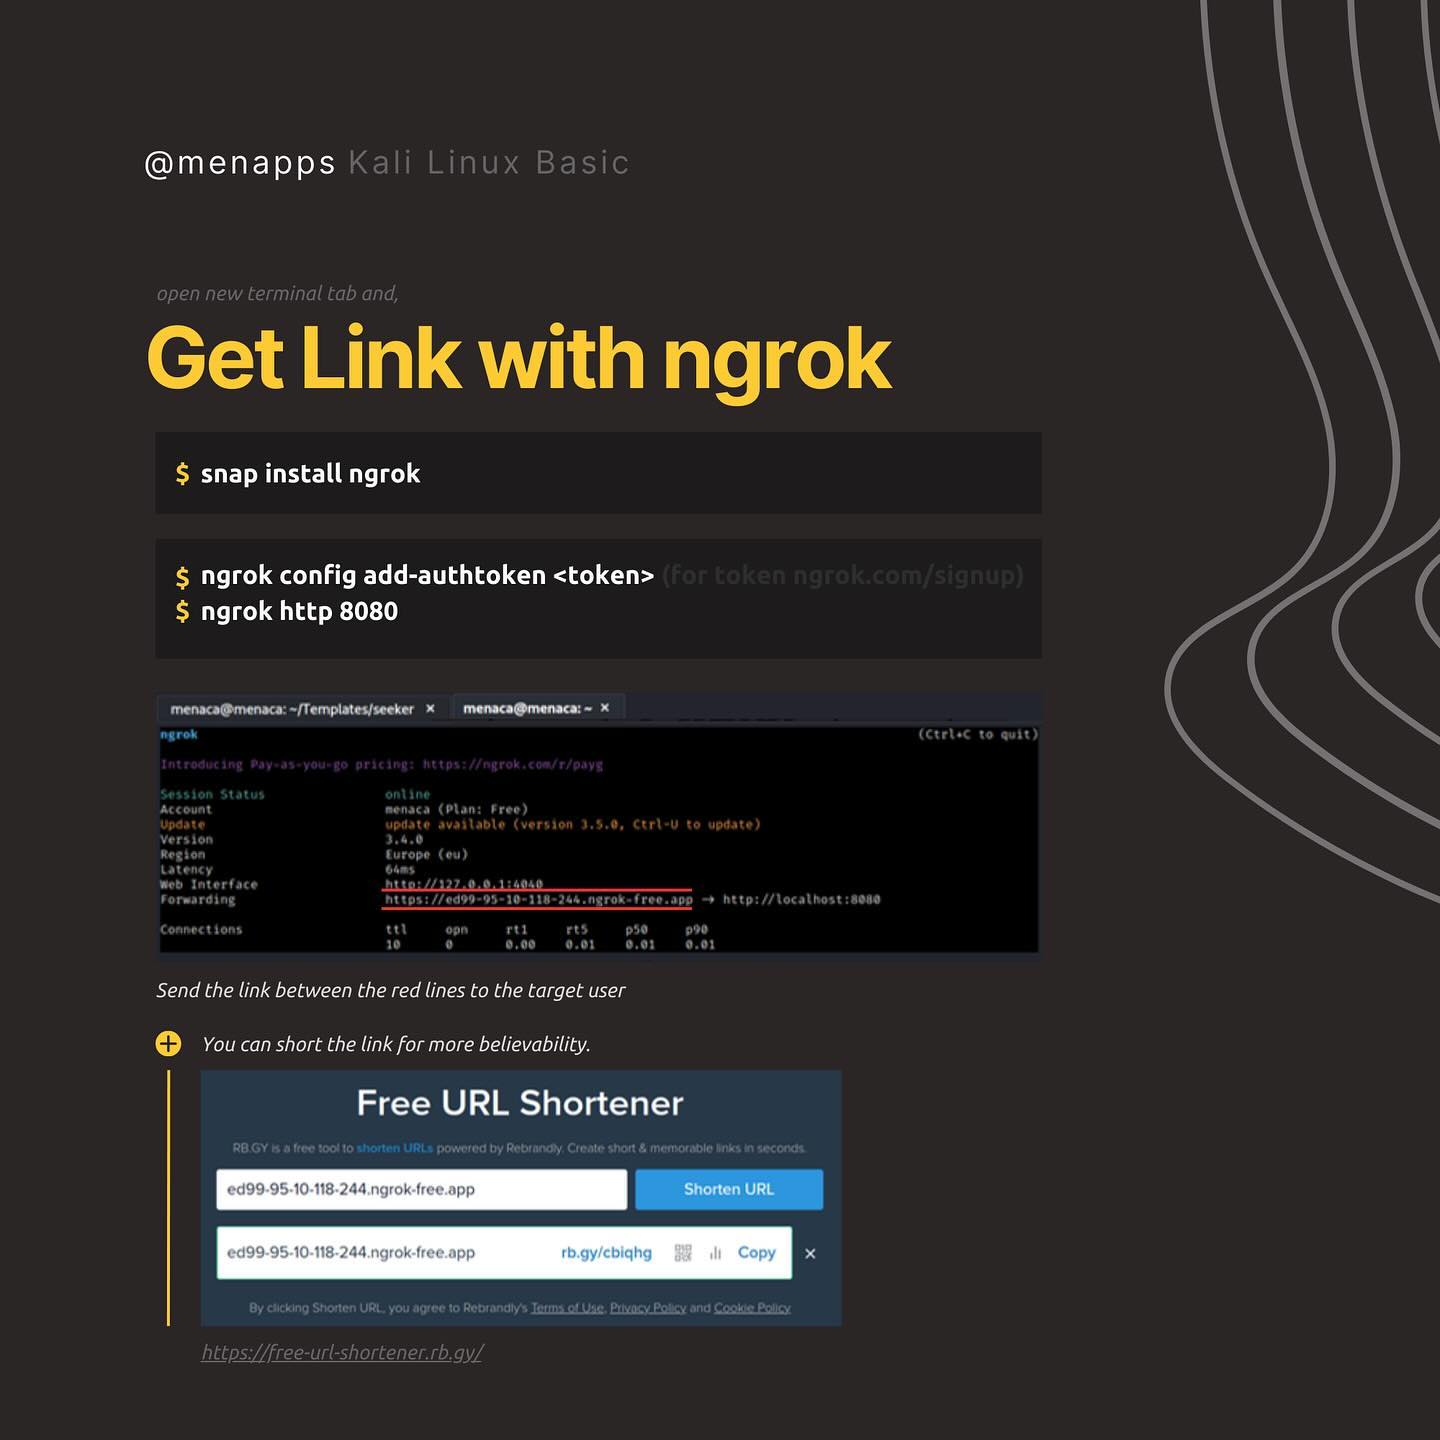 @menapps Kali Linux Basic
open new terminal tab and,
Get Link with ngrok
$ snap install ngrok
$ ngrok config add-authtoken <token> (for token ngrok.com/signup)
$ ngrok http 8080
menaca@menaca: ~/Templates/seeker × menaca@menaca: ~ ×
ngrok (Ctrl+C to quit)
Introducing Pay-as-you-go pricing: https://ngrok.com/r/payg
Session Status online
Account menaca (Plan: Free)
Update update available (version 3.5.0, Ctrl-U to update)
Version 3.4.0
Region Europe (eu)
Latency 64ms
Web Interface http://127.0.0.1:4040
Forwarding https://ed99-95-10-118-244.ngrok-free.app → http://localhost:8080
Connections ttl opn rt1 rt5 p50 p90
10 0 0.00 0.01 0.01 0.01
Send the link between the red lines to the target user
You can short the link for more believability.
Free URL Shortener
RB.GY is a free tool to shorten URLs powered by Rebrandly. Create short & memorable links in seconds.
ed99-95-10-118-244.ngrok-free.app Shorten URL
ed99-95-10-118-244.ngrok-free.app rb.gy/cbiqhg Copy ×
By clicking Shorten URL, you agree to Rebrandly's Terms of Use, Privacy Policy and Cookie Policy
https://free-url-shortener.rb.gy/